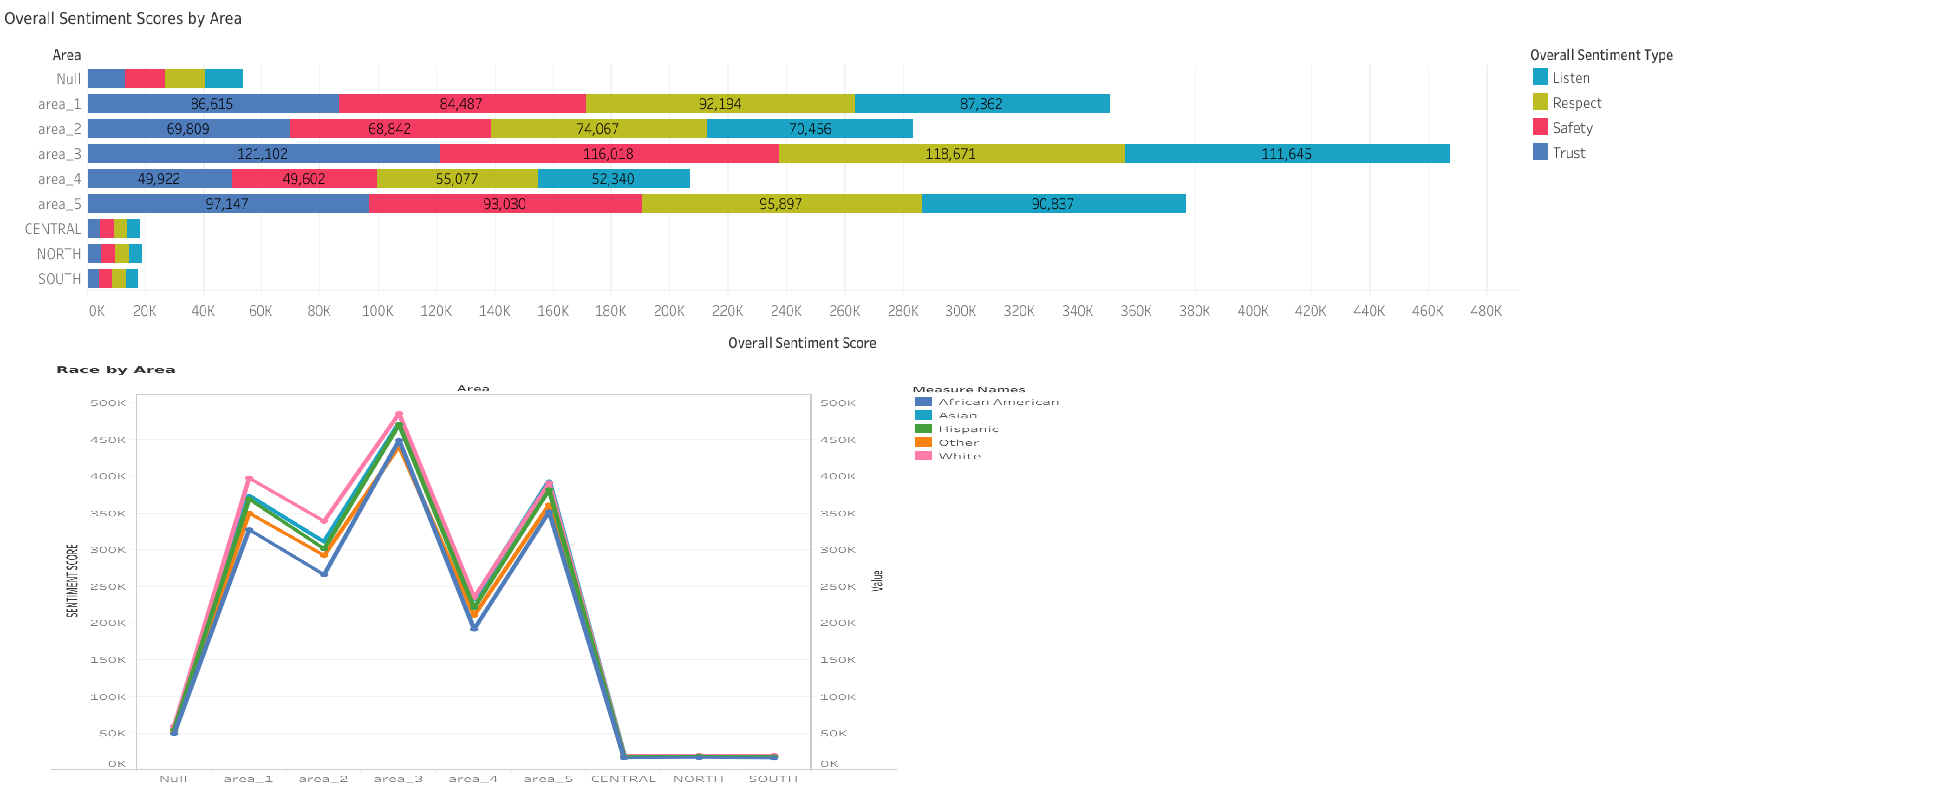 Overall Sentiment Scores by Area
Area
Overall Sentiment Type
Null
Listen
area_1 86,615 84,487 92,194 87,362
Respect
area_2 69,809 68,842 74,067 70,456
Safety
area_3 121,102 116,018 118,671 111,645
Trust
area_4 49,922 49,602 55,077 52,340
area_5 97,147 93,030 95,897 90,837
CENTRAL
NORTH
SOUTH
0K 20K 40K 60K 80K 100K 120K 140K 160K 180K 200K 220K 240K 260K 280K 300K 320K 340K 360K 380K 400K 420K 440K 460K 480K
Overall Sentiment Score
Race by Area
Area
Measure Names
African American
Asian
Hispanic
Other
White
500K 500K
450K 450K
400K 400K
350K 350K
300K 300K
250K 250K
200K 200K
150K 150K
100K 100K
50K 50K
0K 0K
SENTIMENT SCORE
Value
Null area_1 area_2 area_3 area_4 area_5 CENTRAL NORTH SOUTH